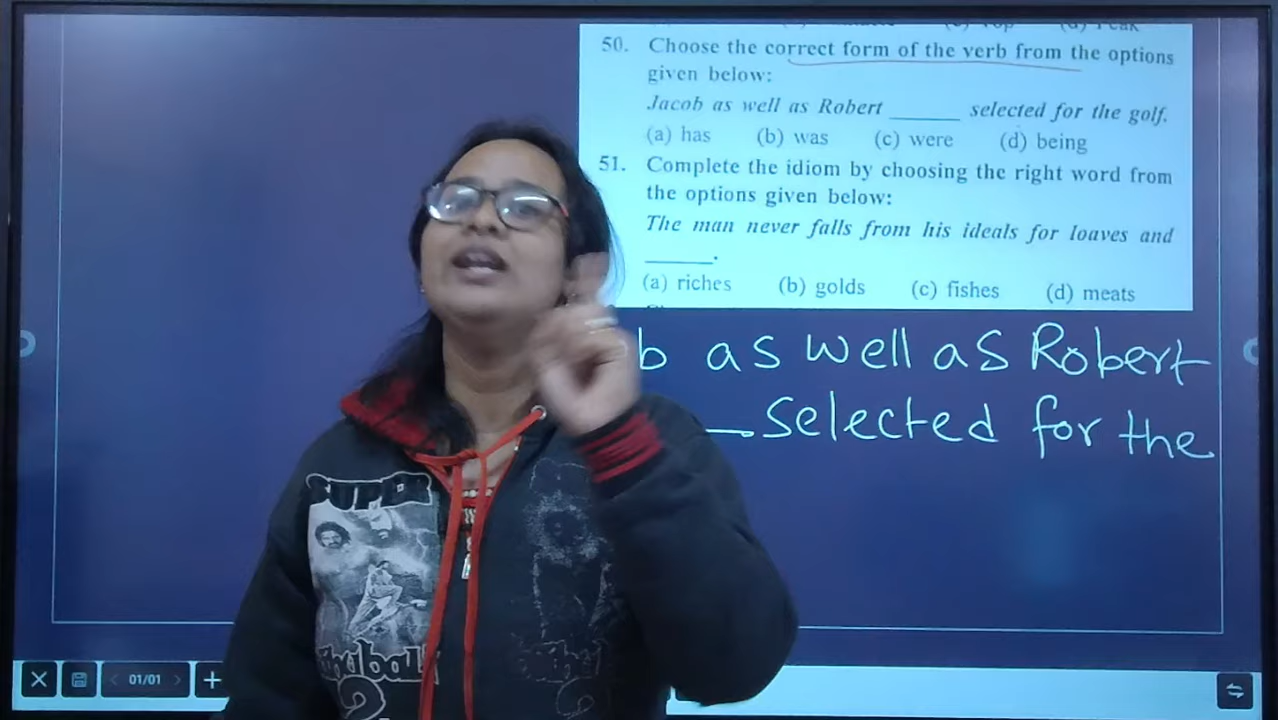 (d) Peak
50. Choose the correct form of the verb from the options
given below:
Jacob as well as Robert ______ selected for the golf.
(a) has (b) was (c) were (d) being
51. Complete the idiom by choosing the right word from
the options given below:
The man never falls from his ideals for loaves and
______.
(a) riches (b) golds (c) fishes (d) meats
b as well as Robert
selected for the
SUPER
2
01/01